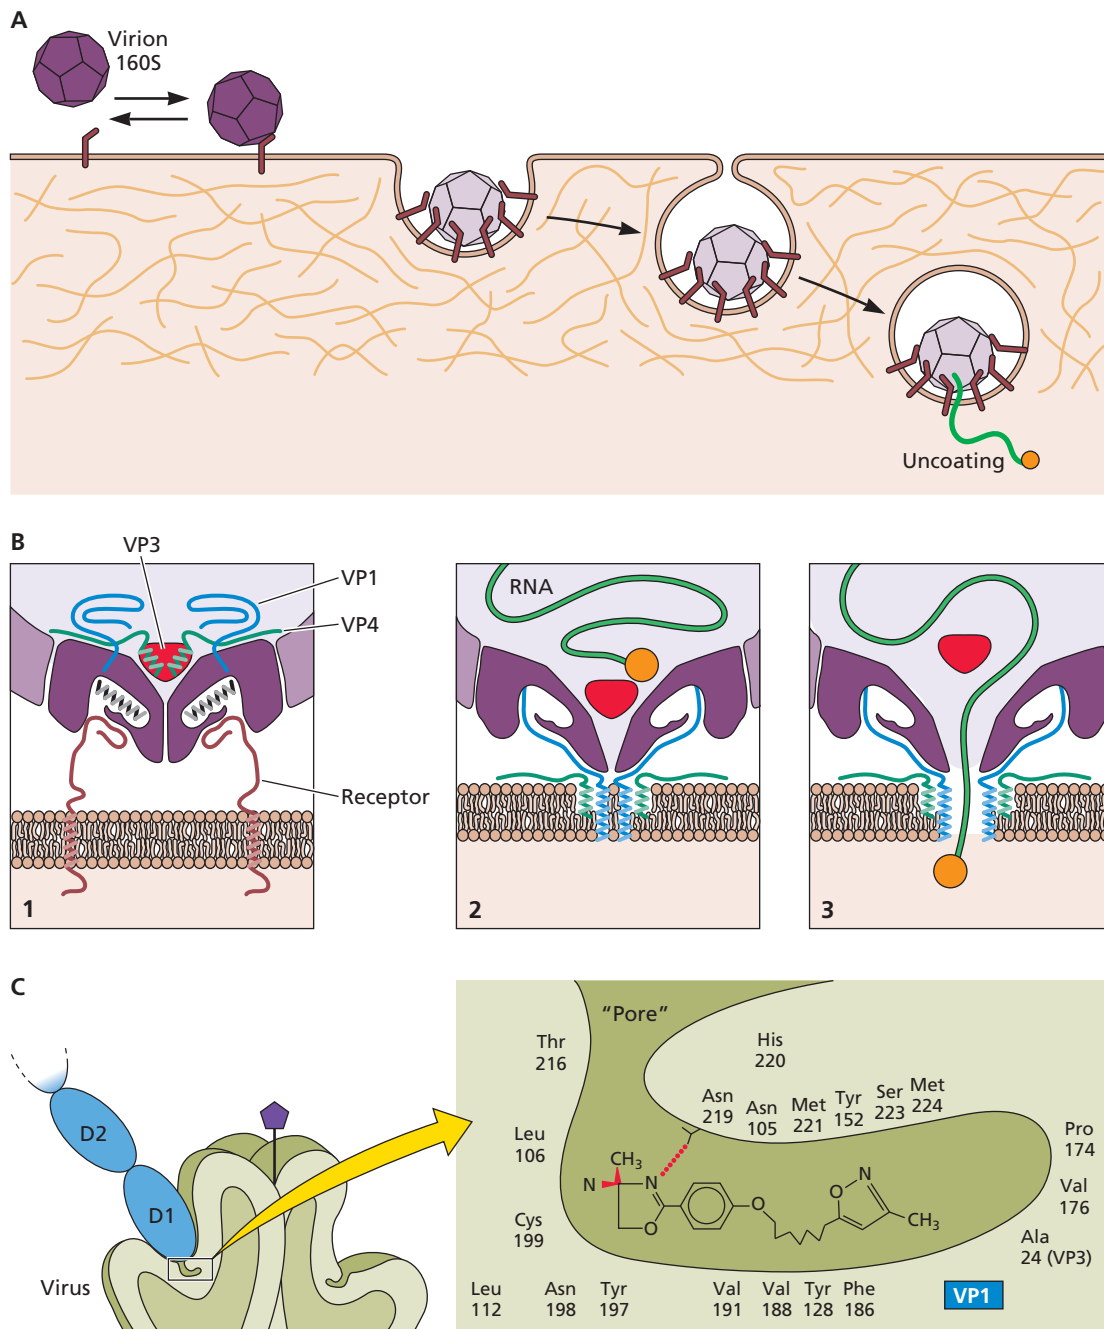 A
Virion
160S
Uncoating
B
VP3
VP1
VP4
Receptor
1
RNA
2
3
C
D2
D1
Virus
"Pore"
Thr
216
His
220
Asn
219
Asn
105
Met
221
Tyr
152
Ser
223
Met
224
Leu
106
Pro
174
Val
176
Cys
199
Ala
24 (VP3)
CH3
N
N
O
O
O
N
CH3
Leu
112
Asn
198
Tyr
197
Val
191
Val
188
Tyr
128
Phe
186
VP1